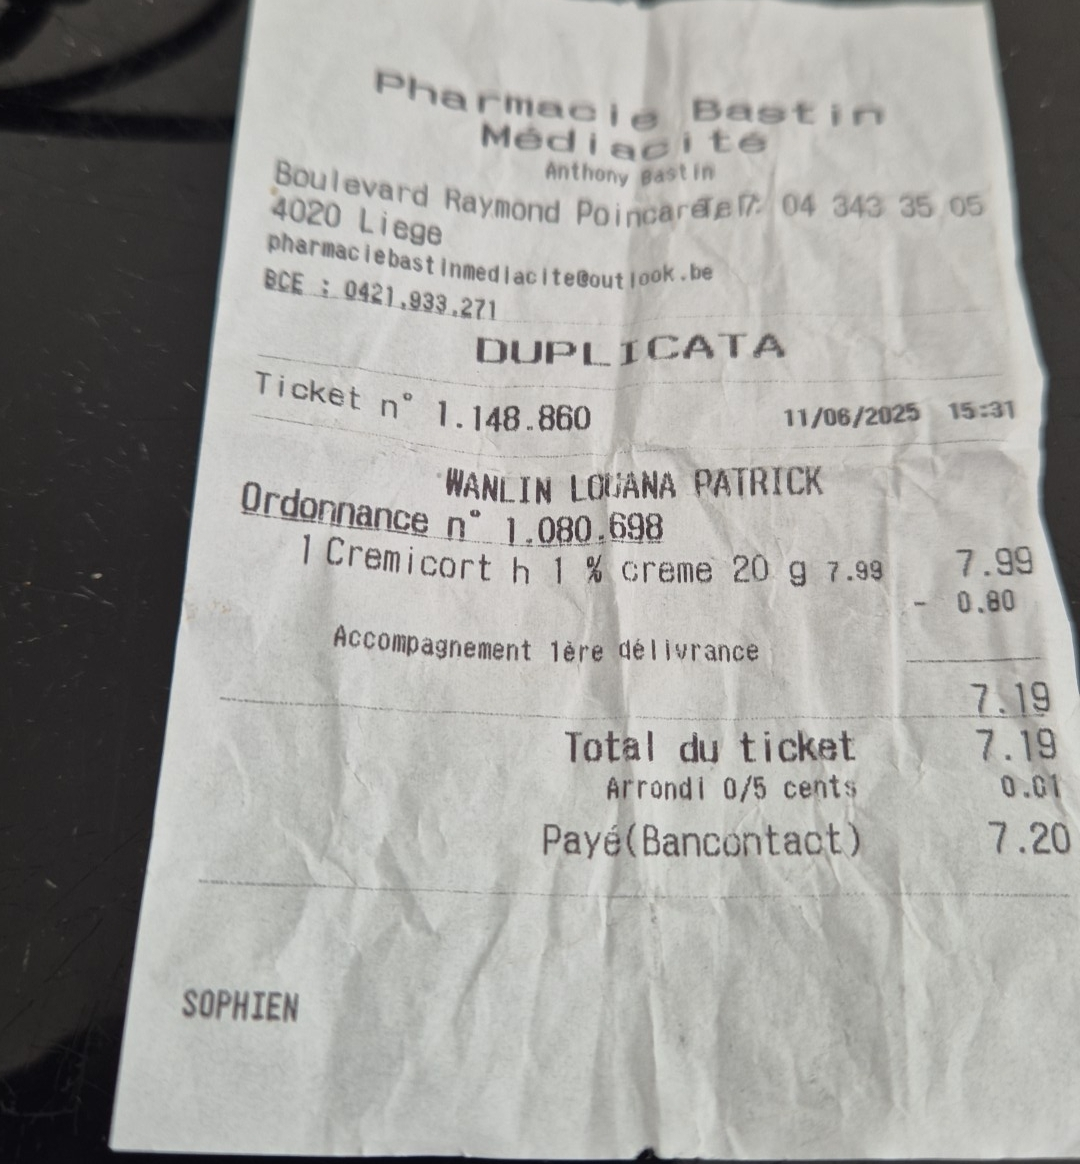 Pharmacie Bastin
Médiacité
Anthony Bastin
Boulevard Raymond Poincaré 7 04 343 35 05
4020 Liege
pharmaciebastinmediacite@outlook.be
BCE : 0421.933.271
DUPLICATA
Ticket n° 1.148.860 11/06/2025 15:31
WANLIN LOUANA PATRICK
Ordonnance n° 1.080.698
1 Cremicort h 1 % creme 20 g 7.99 7.99
- 0.80
Accompagnement 1ère délivrance
7.19
Total du ticket 7.19
Arrondi 0/5 cents 0.01
Payé(Bancontact) 7.20
SOPHIEN